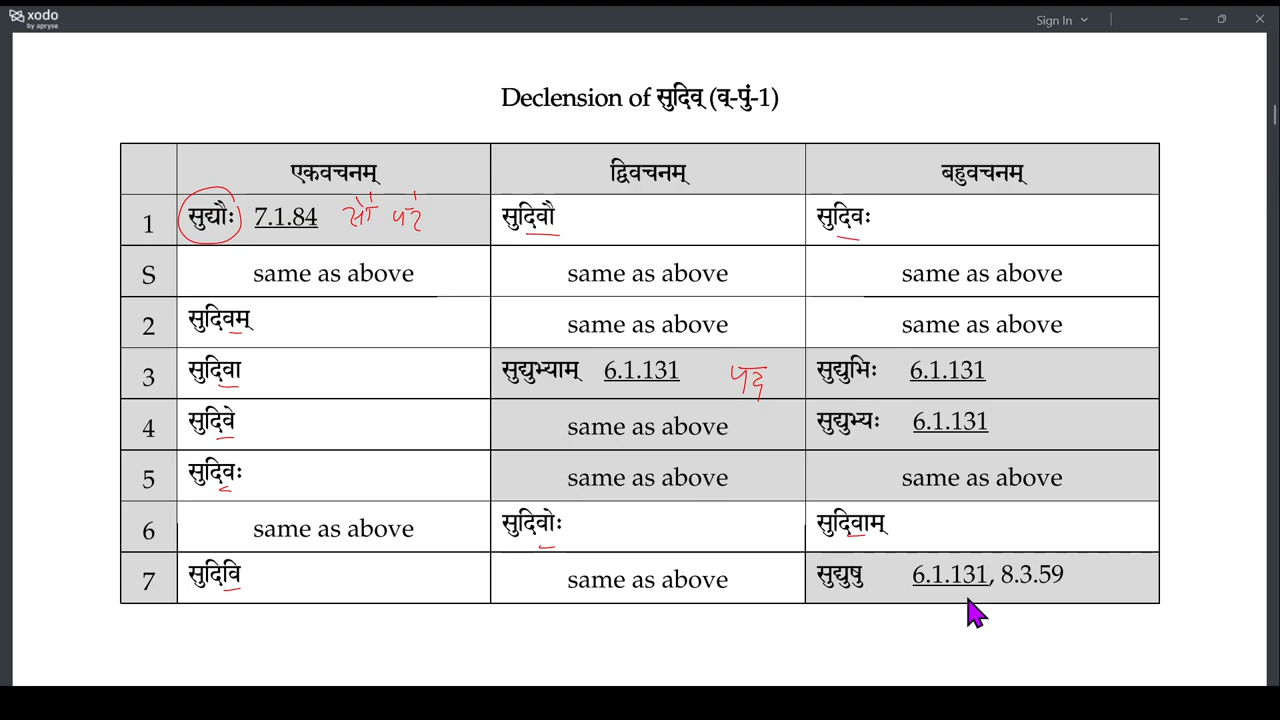 xodo
by apryse
Sign In
Declension of सुदिव् (व्-पुं-1)
एकवचनम् द्विवचनम् बहुवचनम्
1 सुद्यौः 7.1.84 सौ परे सुदिवौ सुदिवः
S same as above same as above same as above
2 सुदिवम् same as above same as above
3 सुदिवा सुद्युभ्याम् 6.1.131 पद सुद्युभिः 6.1.131
4 सुदिवे same as above सुद्युभ्यः 6.1.131
5 सुदिवः same as above same as above
6 same as above सुदिवोः सुदिवाम्
7 सुदिवि same as above सुद्युषु 6.1.131, 8.3.59